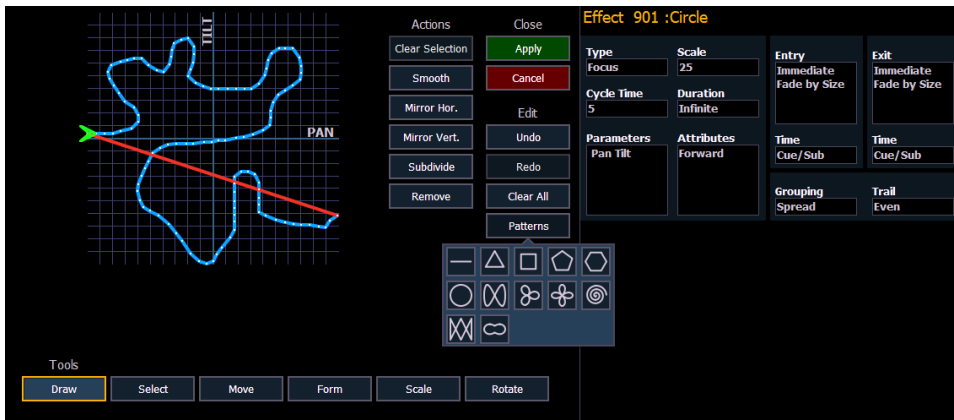 TILT
PAN
Actions
Clear Selection
Smooth
Mirror Hor.
Mirror Vert.
Subdivide
Remove
Close
Apply
Cancel
Edit
Undo
Redo
Clear All
Patterns
Tools
Draw
Select
Move
Form
Scale
Rotate
Effect 901 :Circle
Type
Focus
Scale
25
Cycle Time
5
Duration
Infinite
Parameters
Pan Tilt
Attributes
Forward
Entry
Immediate
Fade by Size
Time
Cue/Sub
Exit
Immediate
Fade by Size
Time
Cue/Sub
Grouping
Spread
Trail
Even